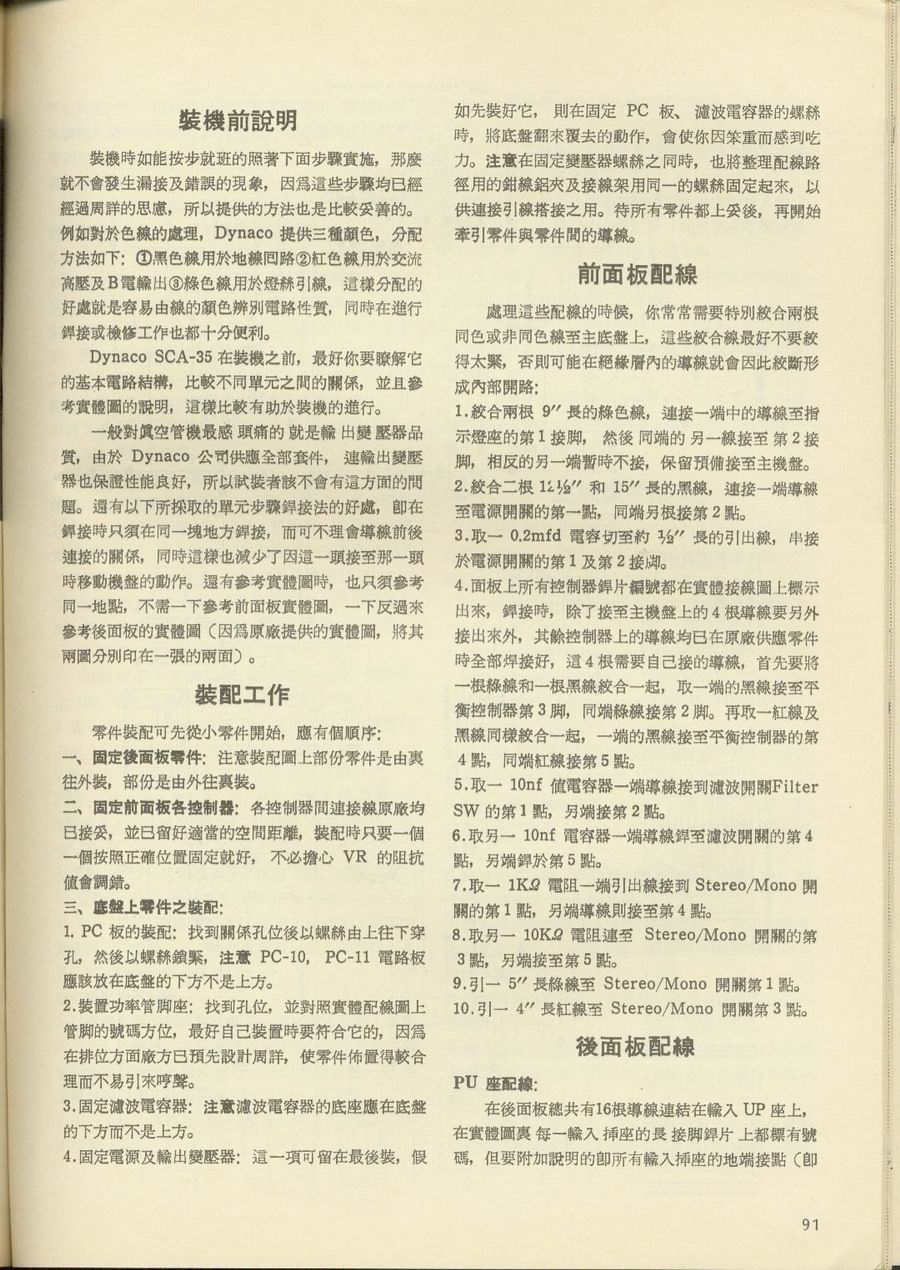 裝機前說明
裝機時如能按步就班的照著下面步驟實施，那麼
就不會發生漏接及錯誤的現象，因爲這些步驟均已經
經過周詳的思慮，所以提供的方法也是比較妥善的。
例如對於色線的處理，Dynaco 提供三種顏色，分配
方法如下：①黑色線用於地線回路②紅色線用於交流
高壓及B電輸出③綠色線用於燈絲引線，這樣分配的
好處就是容易由線的顏色辨別電路性質，同時在進行
銲接或檢修工作也都十分便利。
Dynaco SCA-35 在裝機之前，最好你要瞭解它
的基本電路結構，比較不同單元之間的關係，並且參
考實體圖的說明，這樣比較有助於裝機的進行。
一般對眞空管機最感頭痛的就是輸出變壓器品
質，由於 Dynaco 公司供應全部套件，連輸出變壓
器也保證性能良好，所以試裝者該不會有這方面的問
題。還有以下所採取的單元步驟銲接法的好處，卽在
銲接時只須在同一塊地方銲接，而可不理會導線前後
連接的關係，同時這樣也減少了因這一頭接至那一頭
時移動機盤的動作。還有參考實體圖時，也只須參考
同一地點，不需一下參考前面板實體圖，一下反過來
參考後面板的實體圖（因爲原廠提供的實體圖，將其
兩圖分別印在一張的兩面）。
裝配工作
零件裝配可先從小零件開始，應有個順序：
一、固定後面板零件：注意裝配圖上部份零件是由裏
往外裝，部份是由外往裏裝。
二、固定前面板各控制器：各控制器間連接線原廠均
已接妥，並已留好適當的空間距離，裝配時只要一個
一個按照正確位置固定就好，不必擔心 VR 的阻抗
値會調錯。
三、底盤上零件之裝配：
1. PC 板的裝配：找到關係孔位後以螺絲由上往下穿
孔，然後以螺絲鎖緊，注意 PC-10，PC-11 電路板
應該放在底盤的下方不是上方。
2.裝置功率管脚座：找到孔位，並對照實體配線圖上
管脚的號碼方位，最好自己裝置時要符合它的，因爲
在排位方面廠方已預先設計周詳，使零件佈置得較合
理而不易引來哼聲。
3.固定濾波電容器：注意濾波電容器的底座應在底盤
的下方而不是上方。
4.固定電源及輸出變壓器：這一項可留在最後裝，假
如先裝好它，則在固定 PC 板、濾波電容器的螺絲
時，將底盤翻來覆去的動作，會使你因笨重而感到吃
力。注意在固定變壓器螺絲之同時，也將整理配線路
徑用的鉗線鋁夾及接線架用同一的螺絲固定起來，以
供連接引線搭接之用。待所有零件都上妥後，再開始
牽引零件與零件間的導線。
前面板配線
處理這些配線的時候，你常常需要特別絞合兩根
同色或非同色線至主底盤上，這些絞合線最好不要絞
得太緊，否則可能在絕緣層內的導線就會因此絞斷形
成內部開路：
1.絞合兩根 9″ 長的綠色線，連接一端中的導線至指
示燈座的第1接脚，然後同端的另一線接至第2接
脚，相反的另一端暫時不接，保留預備接至主機盤。
2.絞合二根 12½″ 和 15″ 長的黑線，連接一端導線
至電源開關的第一點，同端另根接第2點。
3.取一 0.2mfd 電容切至約 ½″ 長的引出線，串接
於電源開關的第1及第2接脚。
4.面板上所有控制器銲片編號都在實體接線圖上標示
出來，銲接時，除了接至主機盤上的4根導線要另外
接出來外，其餘控制器上的導線均已在原廠供應零件
時全部焊接好，這4根需要自己接的導線，首先要將
一根綠線和一根黑線絞合一起，取一端的黑線接至平
衡控制器第3脚，同端綠線接第2脚。再取一紅線及
黑線同樣絞合一起，一端的黑線接至平衡控制器的第
4點，同端紅線接第5點。
5.取一 10nf 値電容器一端導線接到濾波開關Filter
SW 的第1點，另端接第2點。
6.取另一 10nf 電容器一端導線銲至濾波開關的第4
點，另端銲於第5點。
7.取一 1KΩ 電阻一端引出線接到 Stereo/Mono 開
關的第1點，另端導線則接至第4點。
8.取另一 10KΩ 電阻連至 Stereo/Mono 開關的第
3點，另端接至第5點。
9.引一 5″ 長綠線至 Stereo/Mono 開關第1點。
10.引一 4″ 長紅線至 Stereo/Mono 開關第3點。
後面板配線
PU 座配線：
在後面板總共有16根導線連結在輸入 UP 座上，
在實體圖裏每一輸入揷座的長接脚銲片上都標有號
碼，但要附加說明的卽所有輸入揷座的地端接點（卽
91